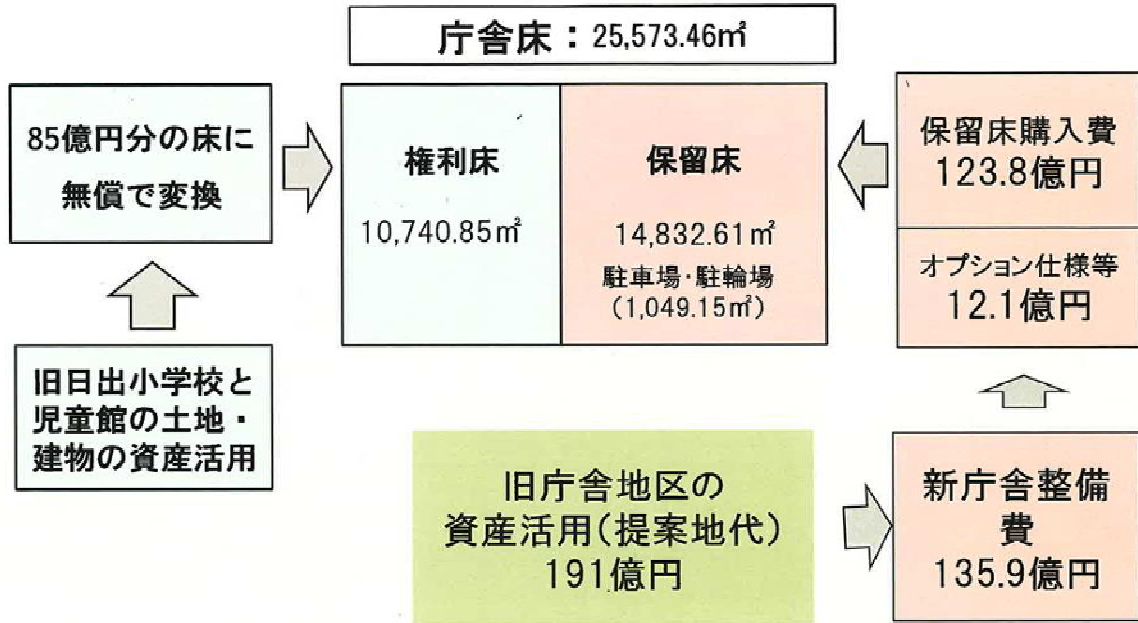 庁舎床：25,573.46㎡
85億円分の床に
無償で変換
権利床
10,740.85㎡
保留床
14,832.61㎡
駐車場・駐輪場
(1,049.15㎡)
保留床購入費
123.8億円
オプション仕様等
12.1億円
旧日出小学校と
児童館の土地・
建物の資産活用
旧庁舎地区の
資産活用(提案地代)
191億円
新庁舎整備
費
135.9億円